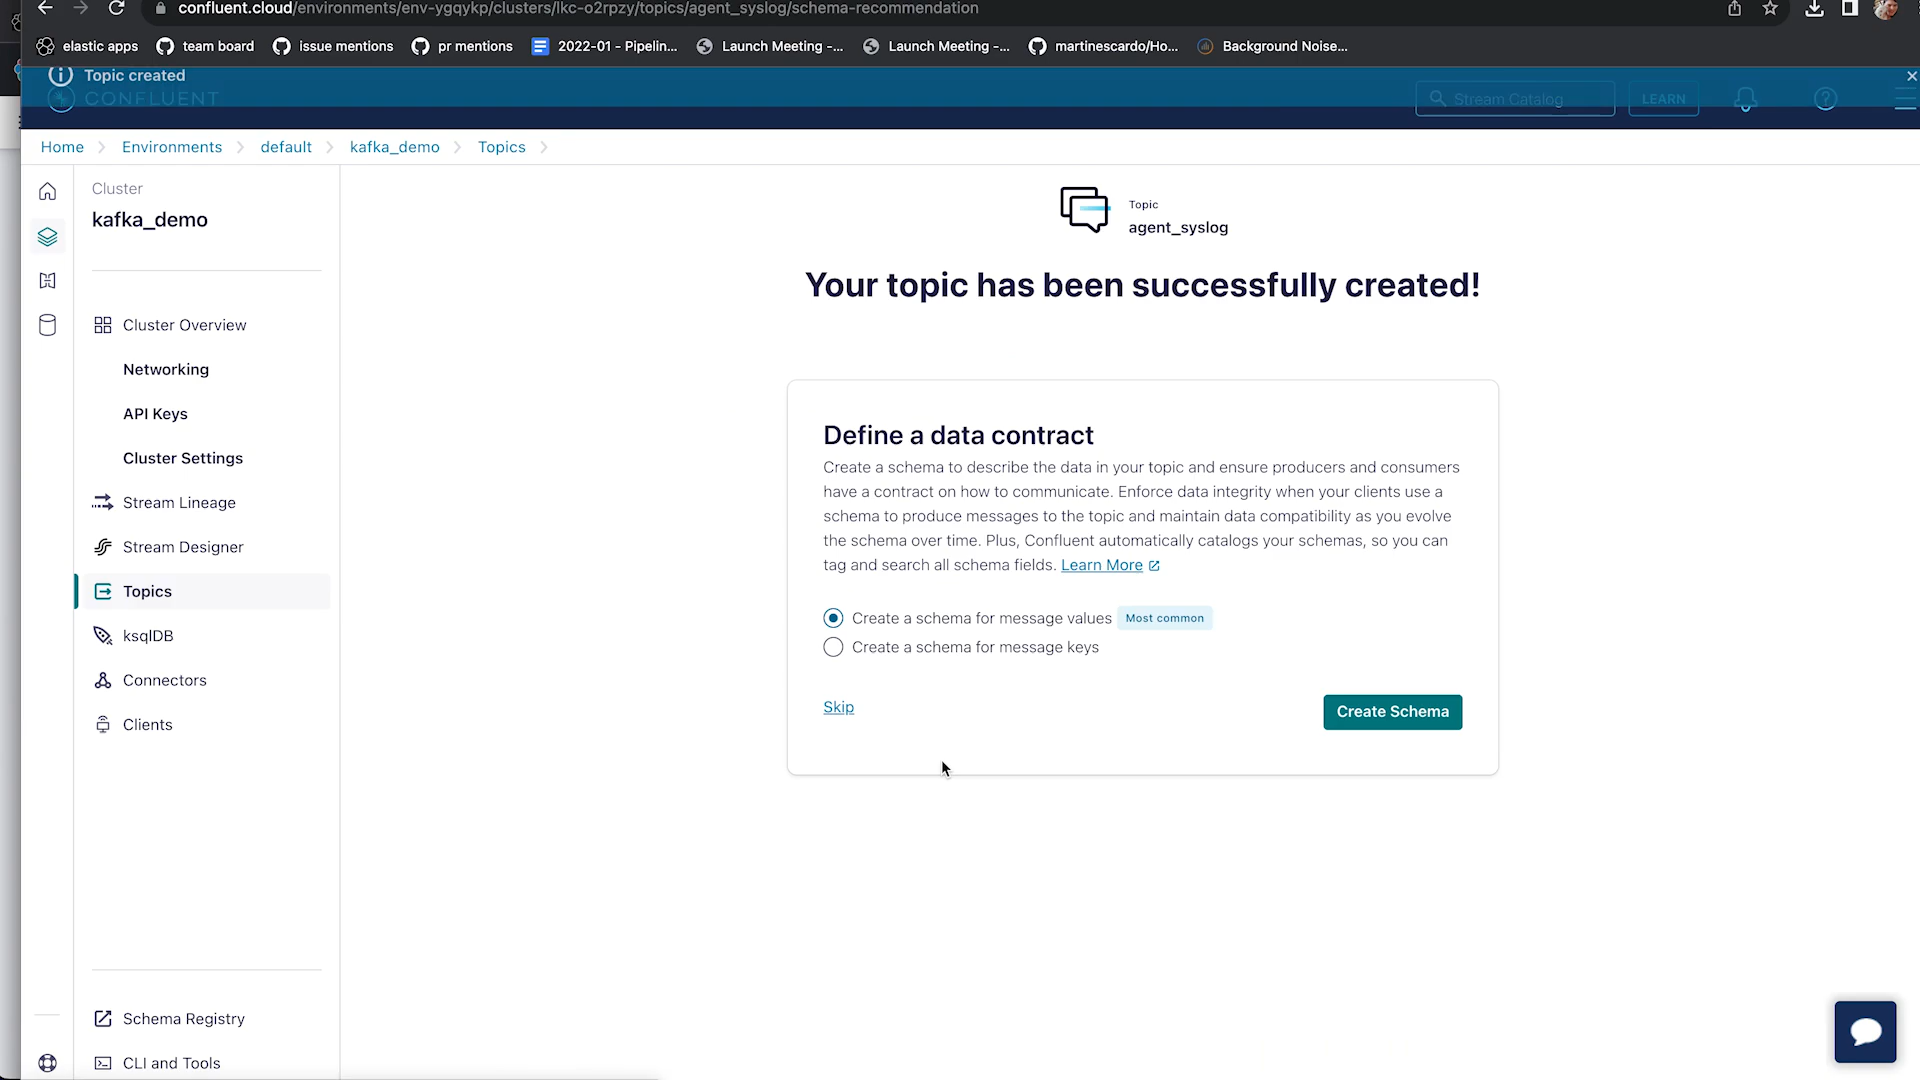 confluent.cloud/environments/env-ygqykp/clusters/lkc-o2rpzy/topics/agent_syslog/schema-recommendation
elastic apps
team board
issue mentions
pr mentions
2022-01 - Pipelin...
Launch Meeting -...
Launch Meeting -...
martinescardo/Ho...
Background Noise...
Topic created
CONFLUENT
Stream Catalog
LEARN
Home
Environments
default
kafka_demo
Topics
Cluster
kafka_demo
Cluster Overview
Networking
API Keys
Cluster Settings
Stream Lineage
Stream Designer
Topics
ksqlDB
Connectors
Clients
Schema Registry
CLI and Tools
Topic
agent_syslog
Your topic has been successfully created!
Define a data contract
Create a schema to describe the data in your topic and ensure producers and consumers
have a contract on how to communicate. Enforce data integrity when your clients use a
schema to produce messages to the topic and maintain data compatibility as you evolve
the schema over time. Plus, Confluent automatically catalogs your schemas, so you can
tag and search all schema fields. Learn More
Create a schema for message values Most common
Create a schema for message keys
Skip
Create Schema